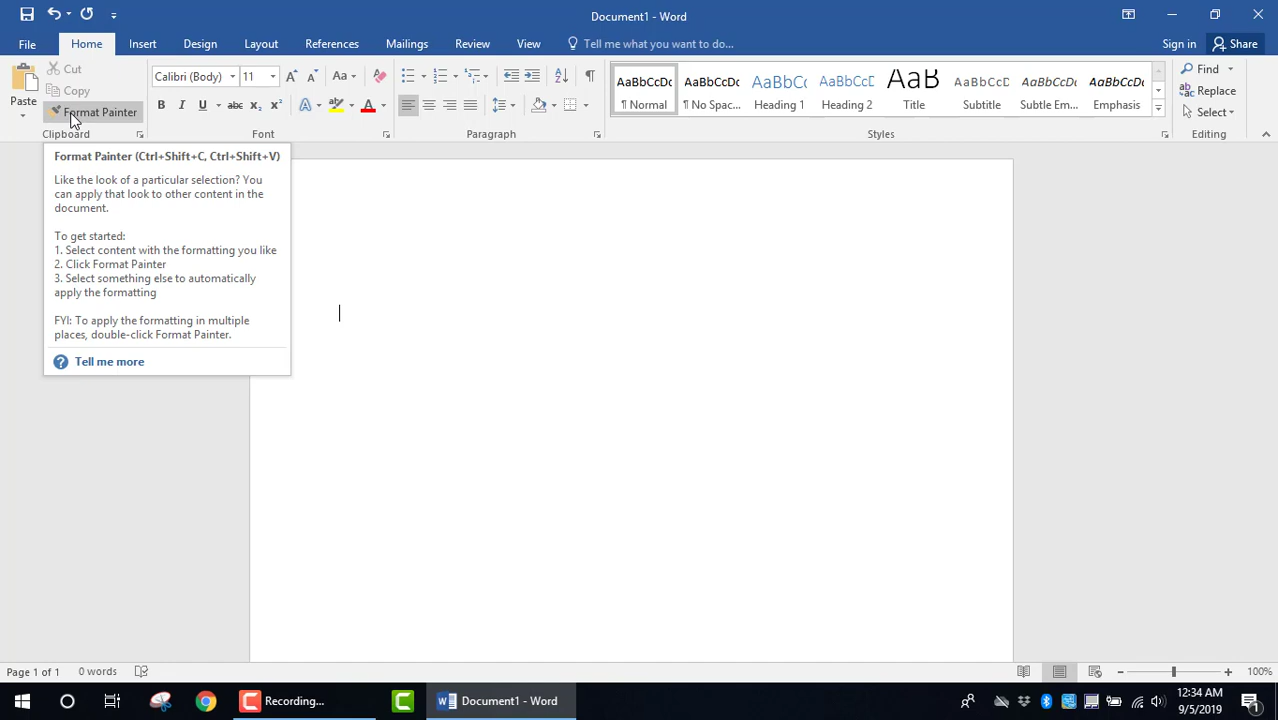 Document1 - Word
File Home Insert Design Layout References Mailings Review View Tell me what you want to do... Sign in Share
Paste
Cut
Copy
Format Painter
Clipboard
Calibri (Body) 11 Aa
B I U abc x₂ x² A A
Font
Paragraph
AaBbCcDc AaBbCcDc AaBbCc AaBbCcD AaB AaBbCcD AaBbCcDc AaBbCcDc
¶ Normal ¶ No Spac... Heading 1 Heading 2 Title Subtitle Subtle Em... Emphasis
Styles
Find
Replace
Select
Editing
Format Painter (Ctrl+Shift+C, Ctrl+Shift+V)
Like the look of a particular selection? You
can apply that look to other content in the
document.
To get started:
1. Select content with the formatting you like
2. Click Format Painter
3. Select something else to automatically
apply the formatting
FYI: To apply the formatting in multiple
places, double-click Format Painter.
Tell me more
Page 1 of 1 0 words 100%
Recording... Document1 - Word
12:34 AM
9/5/2019